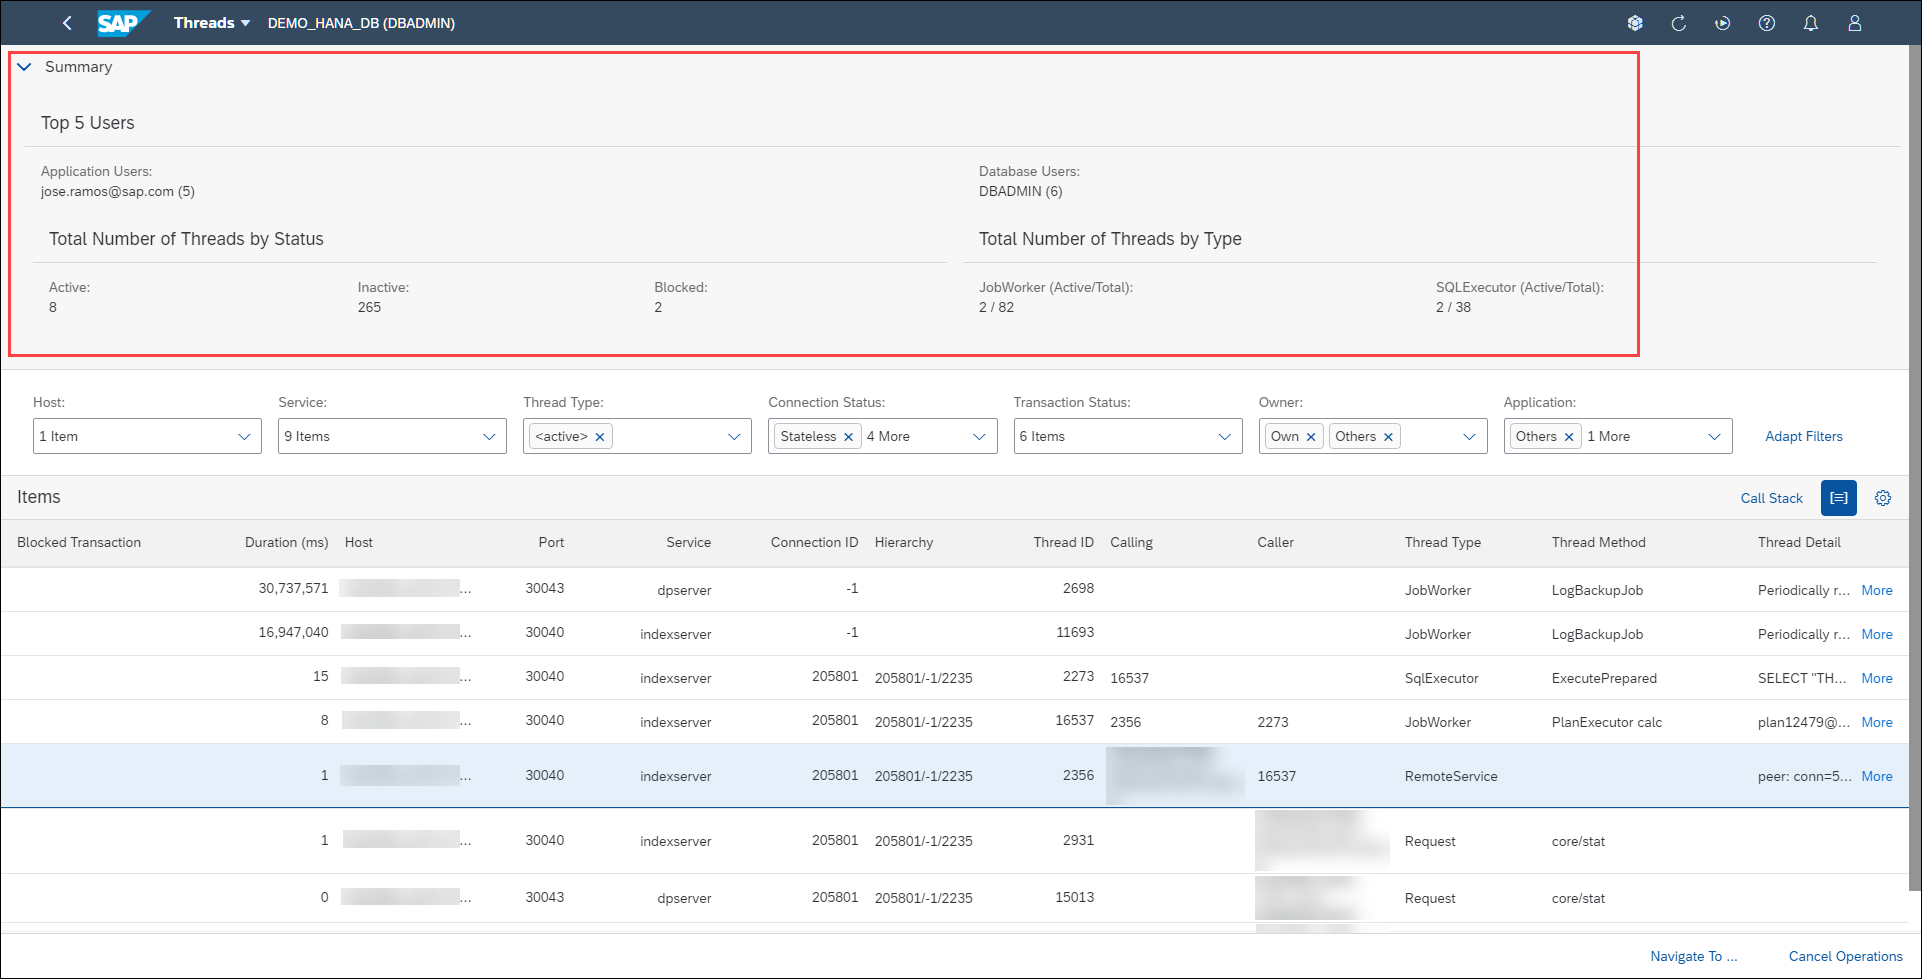 SAP Threads DEMO_HANA_DB (DBADMIN)
Summary
Top 5 Users
Application Users: Database Users:
jose.ramos@sap.com (5) DBADMIN (6)
Total Number of Threads by Status Total Number of Threads by Type
Active: Inactive: Blocked: JobWorker (Active/Total): SQLExecutor (Active/Total):
8 265 2 2 / 82 2 / 38
Host: Service: Thread Type: Connection Status: Transaction Status: Owner: Application:
1 Item 9 Items <active> Stateless 4 More 6 Items Own Others Others 1 More Adapt Filters
Items Call Stack
Blocked Transaction Duration (ms) Host Port Service Connection ID Hierarchy Thread ID Calling Caller Thread Type Thread Method Thread Detail
30,737,571 ... 30043 dpserver -1 2698 JobWorker LogBackupJob Periodically r... More
16,947,040 ... 30040 indexserver -1 11693 JobWorker LogBackupJob Periodically r... More
15 ... 30040 indexserver 205801 205801/-1/2235 2273 16537 SqlExecutor ExecutePrepared SELECT "TH... More
8 ... 30040 indexserver 205801 205801/-1/2235 16537 2356 2273 JobWorker PlanExecutor calc plan12479@... More
1 ... 30040 indexserver 205801 205801/-1/2235 2356 16537 RemoteService peer: conn=5... More
1 ... 30040 indexserver 205801 205801/-1/2235 2931 Request core/stat
0 ... 30043 dpserver 205801 205801/-1/2235 15013 Request core/stat
Navigate To ... Cancel Operations